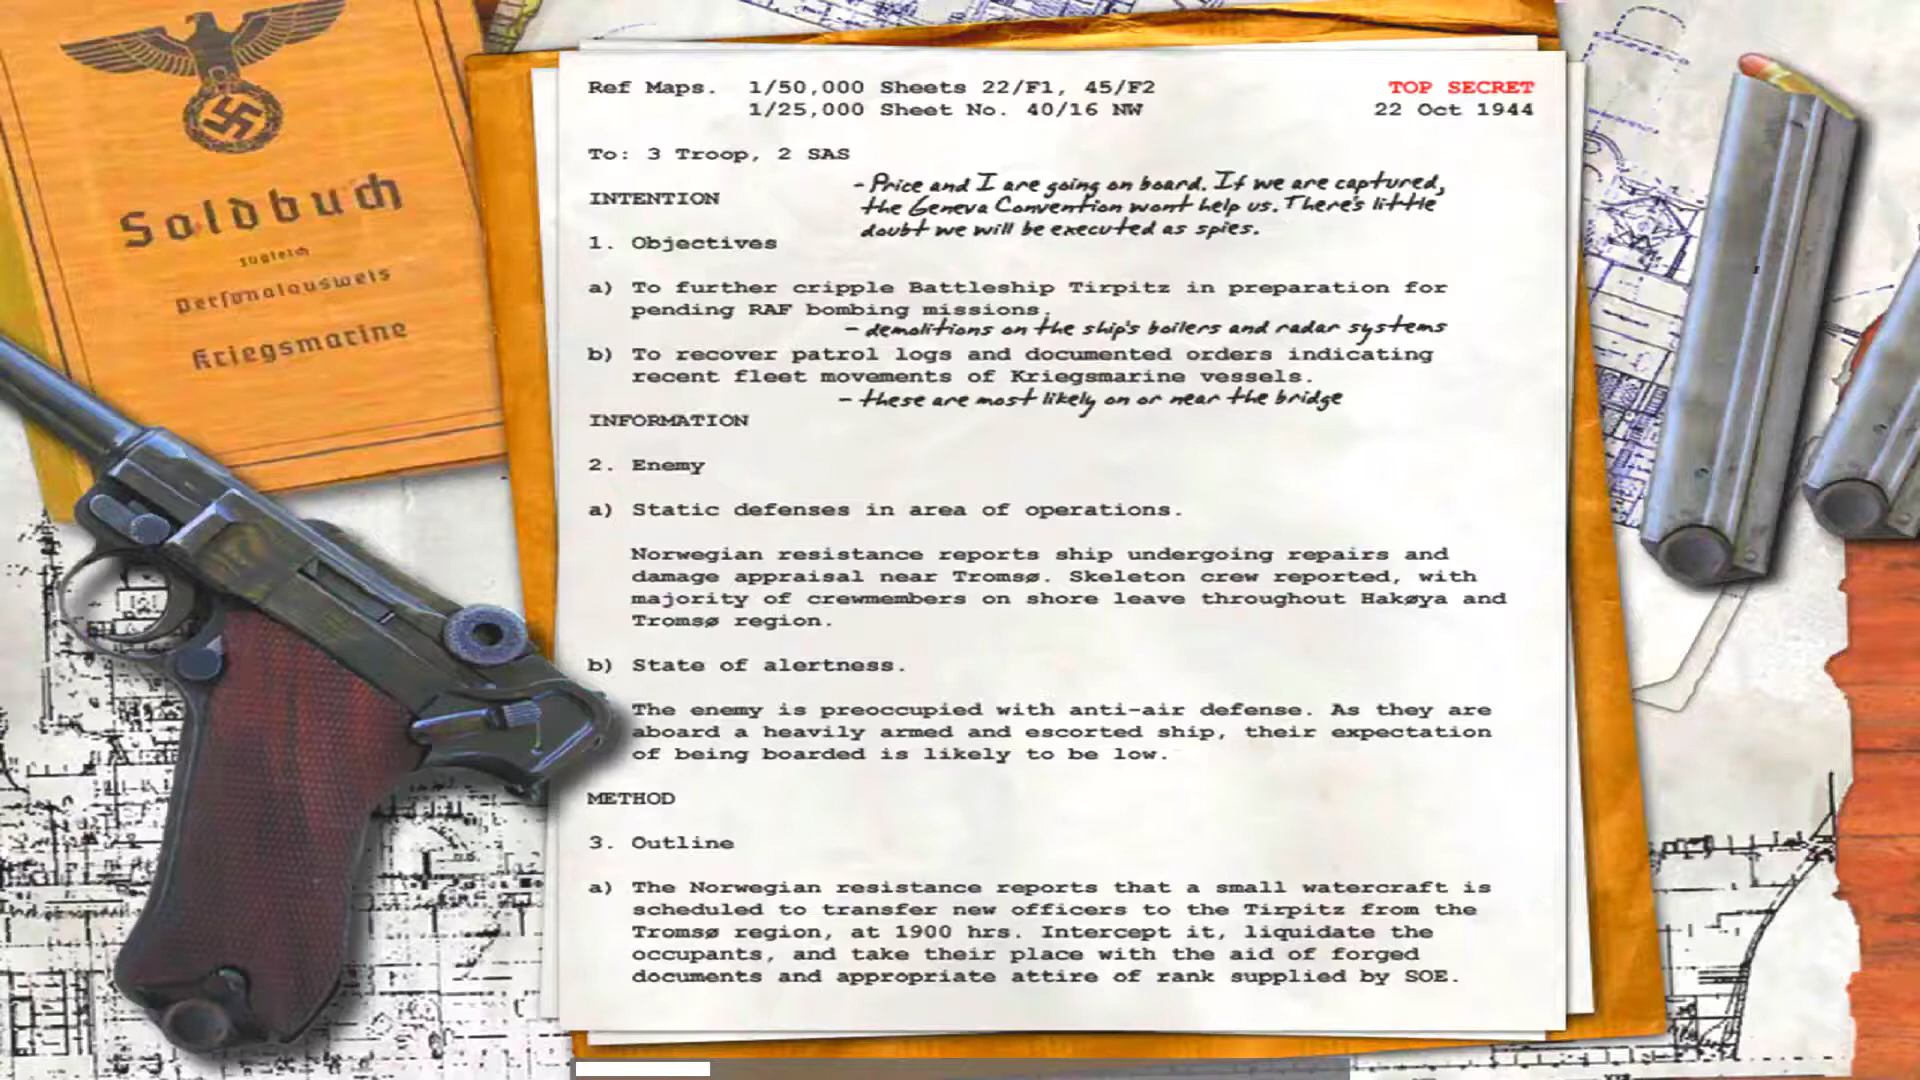 Soldbuch
zugleich
Personalausweis
Kriegsmarine
Ref Maps. 1/50,000 Sheets 22/F1, 45/F2
TOP SECRET
1/25,000 Sheet No. 40/16 NW
22 Oct 1944
To: 3 Troop, 2 SAS
- Price and I are going on board. If we are captured,
the Geneva Convention wont help us. There's little
doubt we will be executed as spies.
INTENTION
1. Objectives
a) To further cripple Battleship Tirpitz in preparation for
pending RAF bombing missions.
- demolitions on the ship's boilers and radar systems
b) To recover patrol logs and documented orders indicating
recent fleet movements of Kriegsmarine vessels.
- these are most likely on or near the bridge
INFORMATION
2. Enemy
a) Static defenses in area of operations.
Norwegian resistance reports ship undergoing repairs and
damage appraisal near Tromsø. Skeleton crew reported, with
majority of crewmembers on shore leave throughout Hakøya and
Tromsø region.
b) State of alertness.
The enemy is preoccupied with anti-air defense. As they are
aboard a heavily armed and escorted ship, their expectation
of being boarded is likely to be low.
METHOD
3. Outline
a) The Norwegian resistance reports that a small watercraft is
scheduled to transfer new officers to the Tirpitz from the
Tromsø region, at 1900 hrs. Intercept it, liquidate the
occupants, and take their place with the aid of forged
documents and appropriate attire of rank supplied by SOE.